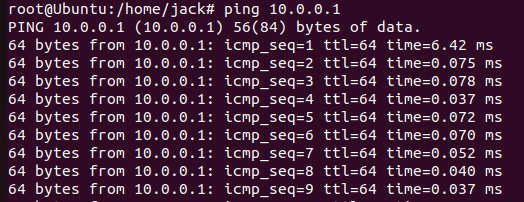 root@Ubuntu:/home/jack# ping 10.0.0.1
PING 10.0.0.1 (10.0.0.1) 56(84) bytes of data.
64 bytes from 10.0.0.1: icmp_seq=1 ttl=64 time=6.42 ms
64 bytes from 10.0.0.1: icmp_seq=2 ttl=64 time=0.075 ms
64 bytes from 10.0.0.1: icmp_seq=3 ttl=64 time=0.078 ms
64 bytes from 10.0.0.1: icmp_seq=4 ttl=64 time=0.037 ms
64 bytes from 10.0.0.1: icmp_seq=5 ttl=64 time=0.072 ms
64 bytes from 10.0.0.1: icmp_seq=6 ttl=64 time=0.070 ms
64 bytes from 10.0.0.1: icmp_seq=7 ttl=64 time=0.052 ms
64 bytes from 10.0.0.1: icmp_seq=8 ttl=64 time=0.040 ms
64 bytes from 10.0.0.1: icmp_seq=9 ttl=64 time=0.037 ms